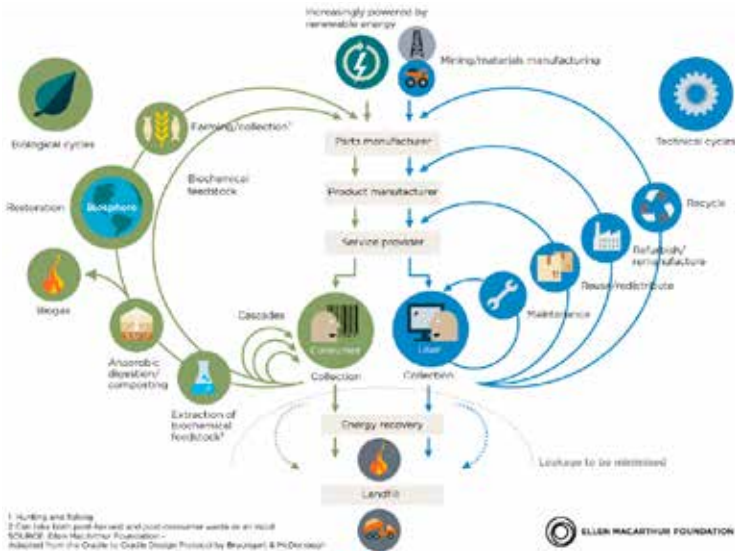 Increasingly powered by
renewable energy
Mining/materials manufacturing
Biological cycles
Farming/collection¹
Parts manufacturer
Technical cycles
Biochemical
feedstock
Product manufacturer
Restoration
Biosphere
Recycle
Service provider
Refurbish/
remanufacture
Reuse/redistribute
Biogas
Cascades
Maintenance
Consumer
User
Anaerobic
digestion/
composting
Collection
Collection
Extraction of
biochemical
feedstock²
Energy recovery
Leakage to be minimised
Landfill
1 Hunting and fishing
2 Can take both post-harvest and post-consumer waste as an input
SOURCE: Ellen MacArthur Foundation –
Adapted from the Cradle to Cradle Design Protocol by Braungart & McDonough
ELLEN MACARTHUR FOUNDATION